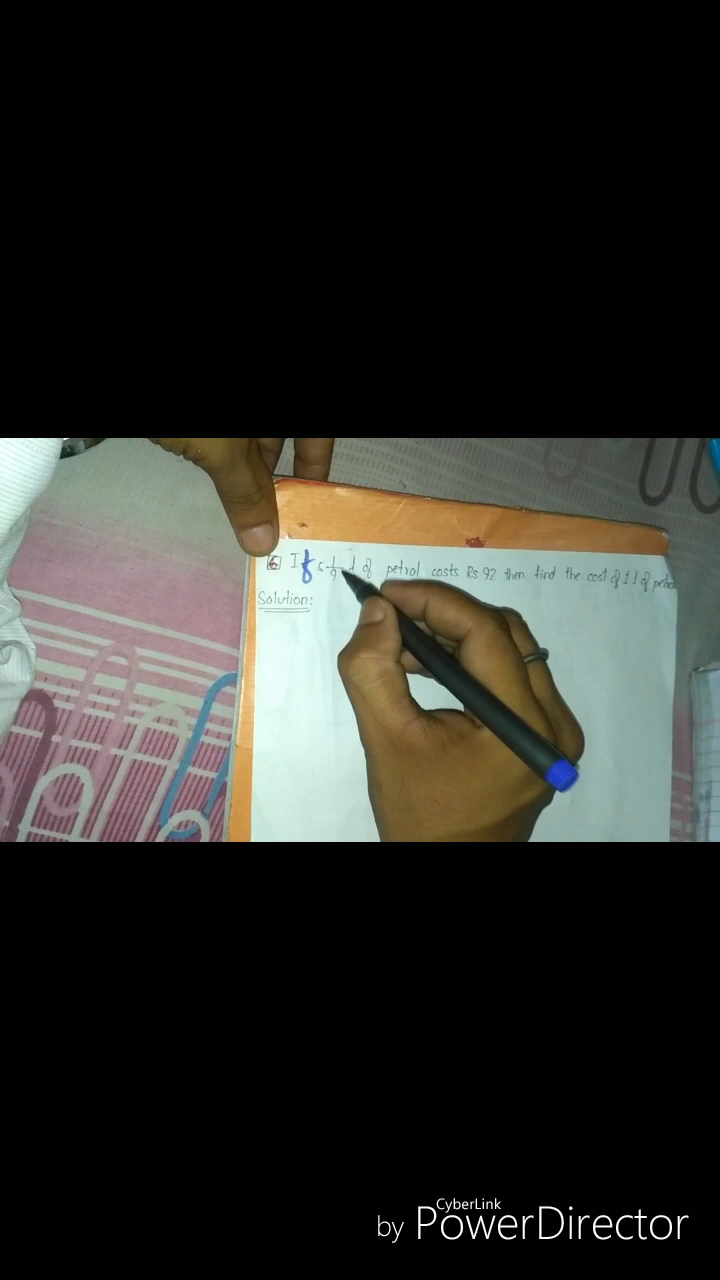 6 If 5 1/9 l of petrol costs Rs 92 then find the cost of 1 l of petrol
Solution:
CyberLink
by PowerDirector